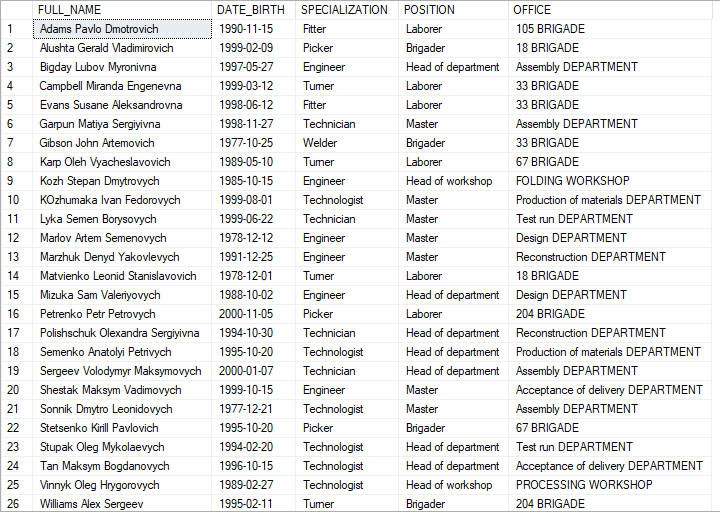 FULL_NAME DATE_BIRTH SPECIALIZATION POSITION OFFICE
1 Adams Pavlo Dmotrovich 1990-11-15 Fitter Laborer 105 BRIGADE
2 Alushta Gerald Vladimirovich 1999-02-09 Picker Brigader 18 BRIGADE
3 Bigday Lubov Myronivna 1997-05-27 Engineer Head of department Assembly DEPARTMENT
4 Campbell Miranda Engenevna 1999-03-12 Turner Laborer 33 BRIGADE
5 Evans Susane Aleksandrovna 1998-06-12 Fitter Laborer 33 BRIGADE
6 Garpun Matiya Sergiyivna 1998-11-27 Technician Master Assembly DEPARTMENT
7 Gibson John Artemovich 1977-10-25 Welder Brigader 33 BRIGADE
8 Karp Oleh Vyacheslavovich 1989-05-10 Turner Laborer 67 BRIGADE
9 Kozh Stepan Dmytrovych 1985-10-15 Engineer Head of workshop FOLDING WORKSHOP
10 KOzhumaka Ivan Fedorovych 1999-08-01 Technologist Master Production of materials DEPARTMENT
11 Lyka Semen Borysovych 1999-06-22 Technician Master Test run DEPARTMENT
12 Marlov Artem Semenovych 1978-12-12 Engineer Master Design DEPARTMENT
13 Marzhuk Denyd Yakovlevych 1991-12-25 Engineer Master Reconstruction DEPARTMENT
14 Matvienko Leonid Stanislavovich 1978-12-01 Turner Laborer 18 BRIGADE
15 Mizuka Sam Valeriyovych 1988-10-02 Engineer Head of department Design DEPARTMENT
16 Petrenko Petr Petrovych 2000-11-05 Picker Laborer 204 BRIGADE
17 Polishschuk Olexandra Sergiyivna 1994-10-30 Technician Head of department Reconstruction DEPARTMENT
18 Semenko Anatolyi Petrivych 1995-10-20 Technologist Head of department Production of materials DEPARTMENT
19 Sergeev Volodymyr Maksymovych 2000-01-07 Technician Head of department Assembly DEPARTMENT
20 Shestak Maksym Vadimovych 1999-10-15 Engineer Master Acceptance of delivery DEPARTMENT
21 Sonnik Dmytro Leonidovych 1977-12-21 Technologist Master Assembly DEPARTMENT
22 Stetsenko Kirill Pavlovich 1995-10-20 Picker Brigader 67 BRIGADE
23 Stupak Oleg Mykolaevych 1994-02-20 Technologist Head of department Test run DEPARTMENT
24 Tan Maksym Bogdanovych 1996-10-15 Technologist Head of department Acceptance of delivery DEPARTMENT
25 Vinnyk Oleg Hrygorovych 1989-02-27 Technologist Head of workshop PROCESSING WORKSHOP
26 Williams Alex Sergeev 1995-02-11 Turner Brigader 204 BRIGADE